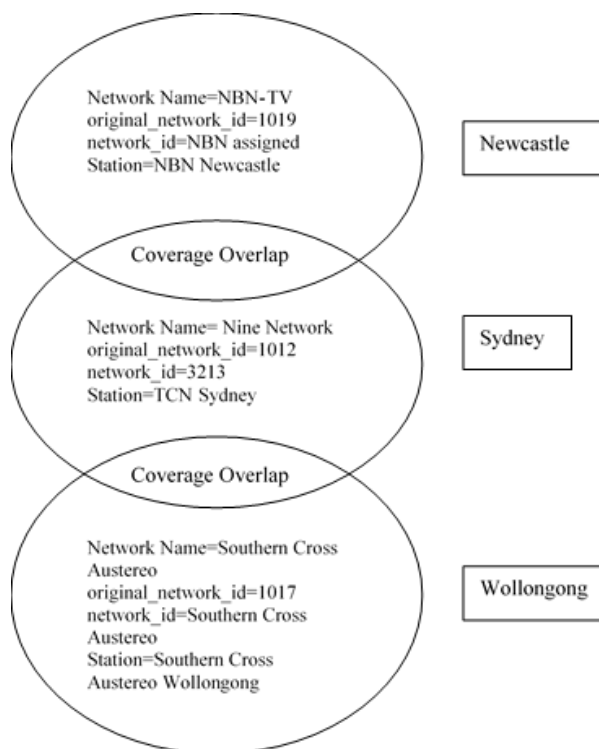 Network Name=NBN-TV
original_network_id=1019
network_id=NBN assigned
Station=NBN Newcastle
Newcastle
Coverage Overlap
Network Name= Nine Network
original_network_id=1012
network_id=3213
Station=TCN Sydney
Sydney
Coverage Overlap
Network Name=Southern Cross
Austereo
original_network_id=1017
network_id=Southern Cross
Austereo
Station=Southern Cross
Austereo Wollongong
Wollongong